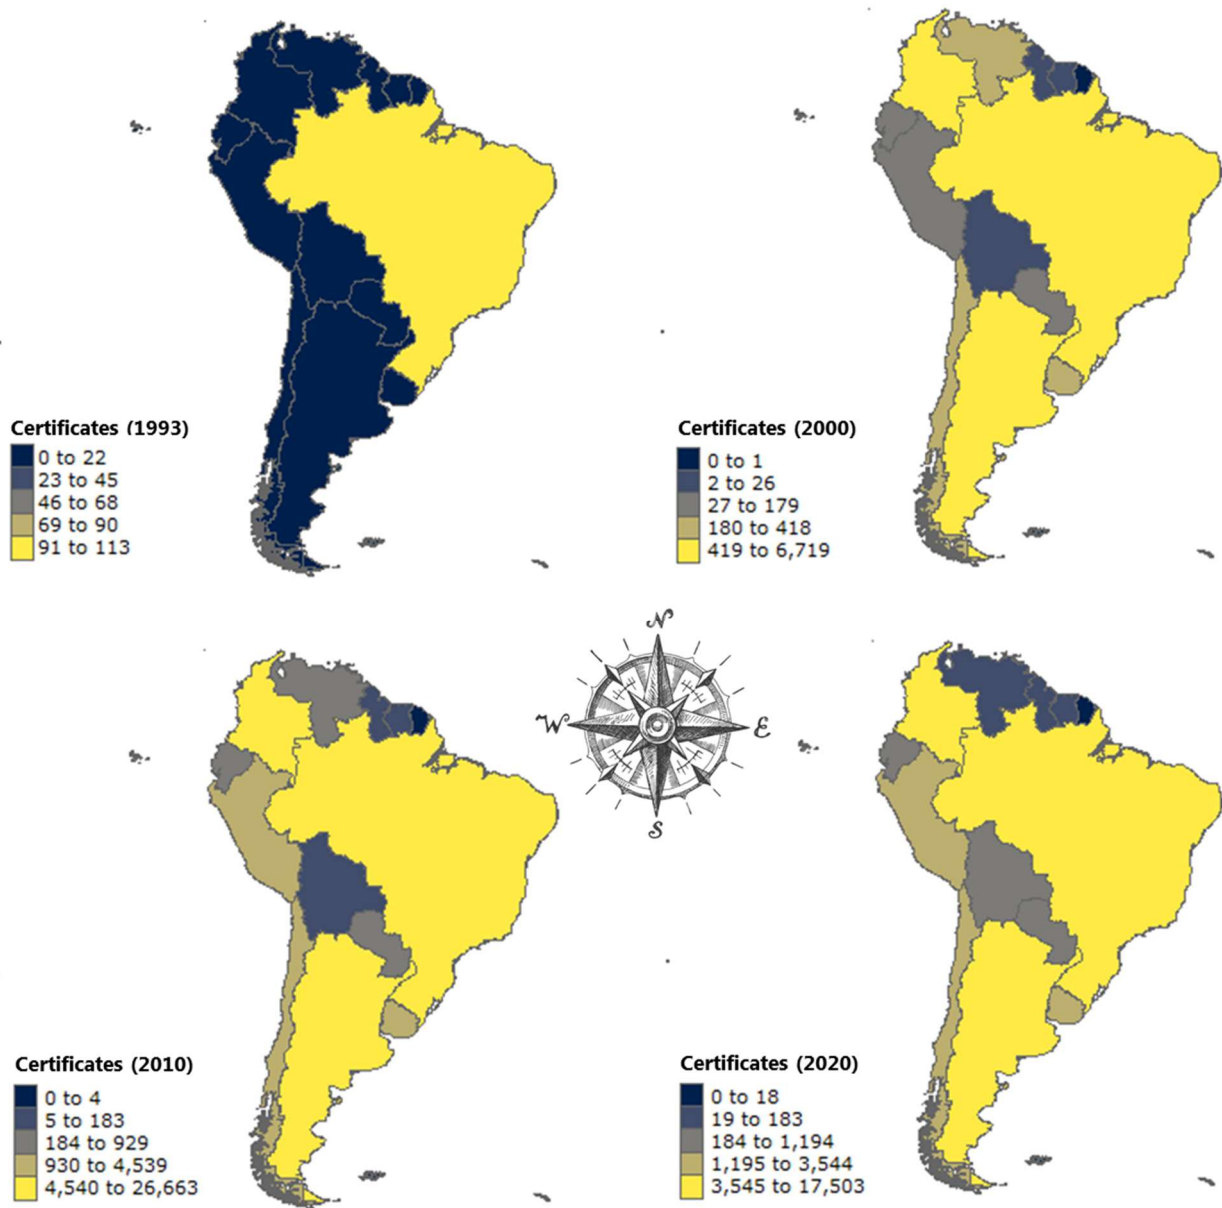 Certificates (1993)
0 to 22
23 to 45
46 to 68
69 to 90
91 to 113
Certificates (2000)
0 to 1
2 to 26
27 to 179
180 to 418
419 to 6,719
N
W
E
S
Certificates (2010)
0 to 4
5 to 183
184 to 929
930 to 4,539
4,540 to 26,663
Certificates (2020)
0 to 18
19 to 183
184 to 1,194
1,195 to 3,544
3,545 to 17,503